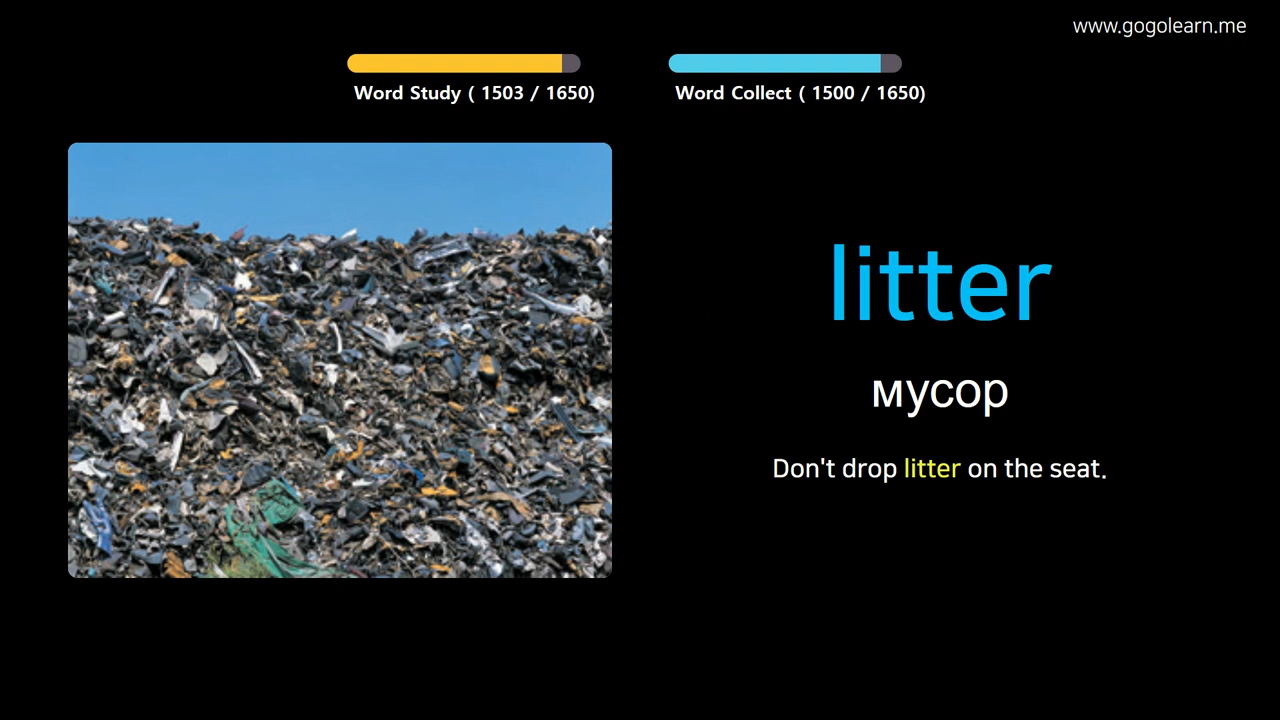 www.gogolearn.me
Word Study ( 1503 / 1650)
Word Collect ( 1500 / 1650)
litter
мусор
Don't drop litter on the seat.